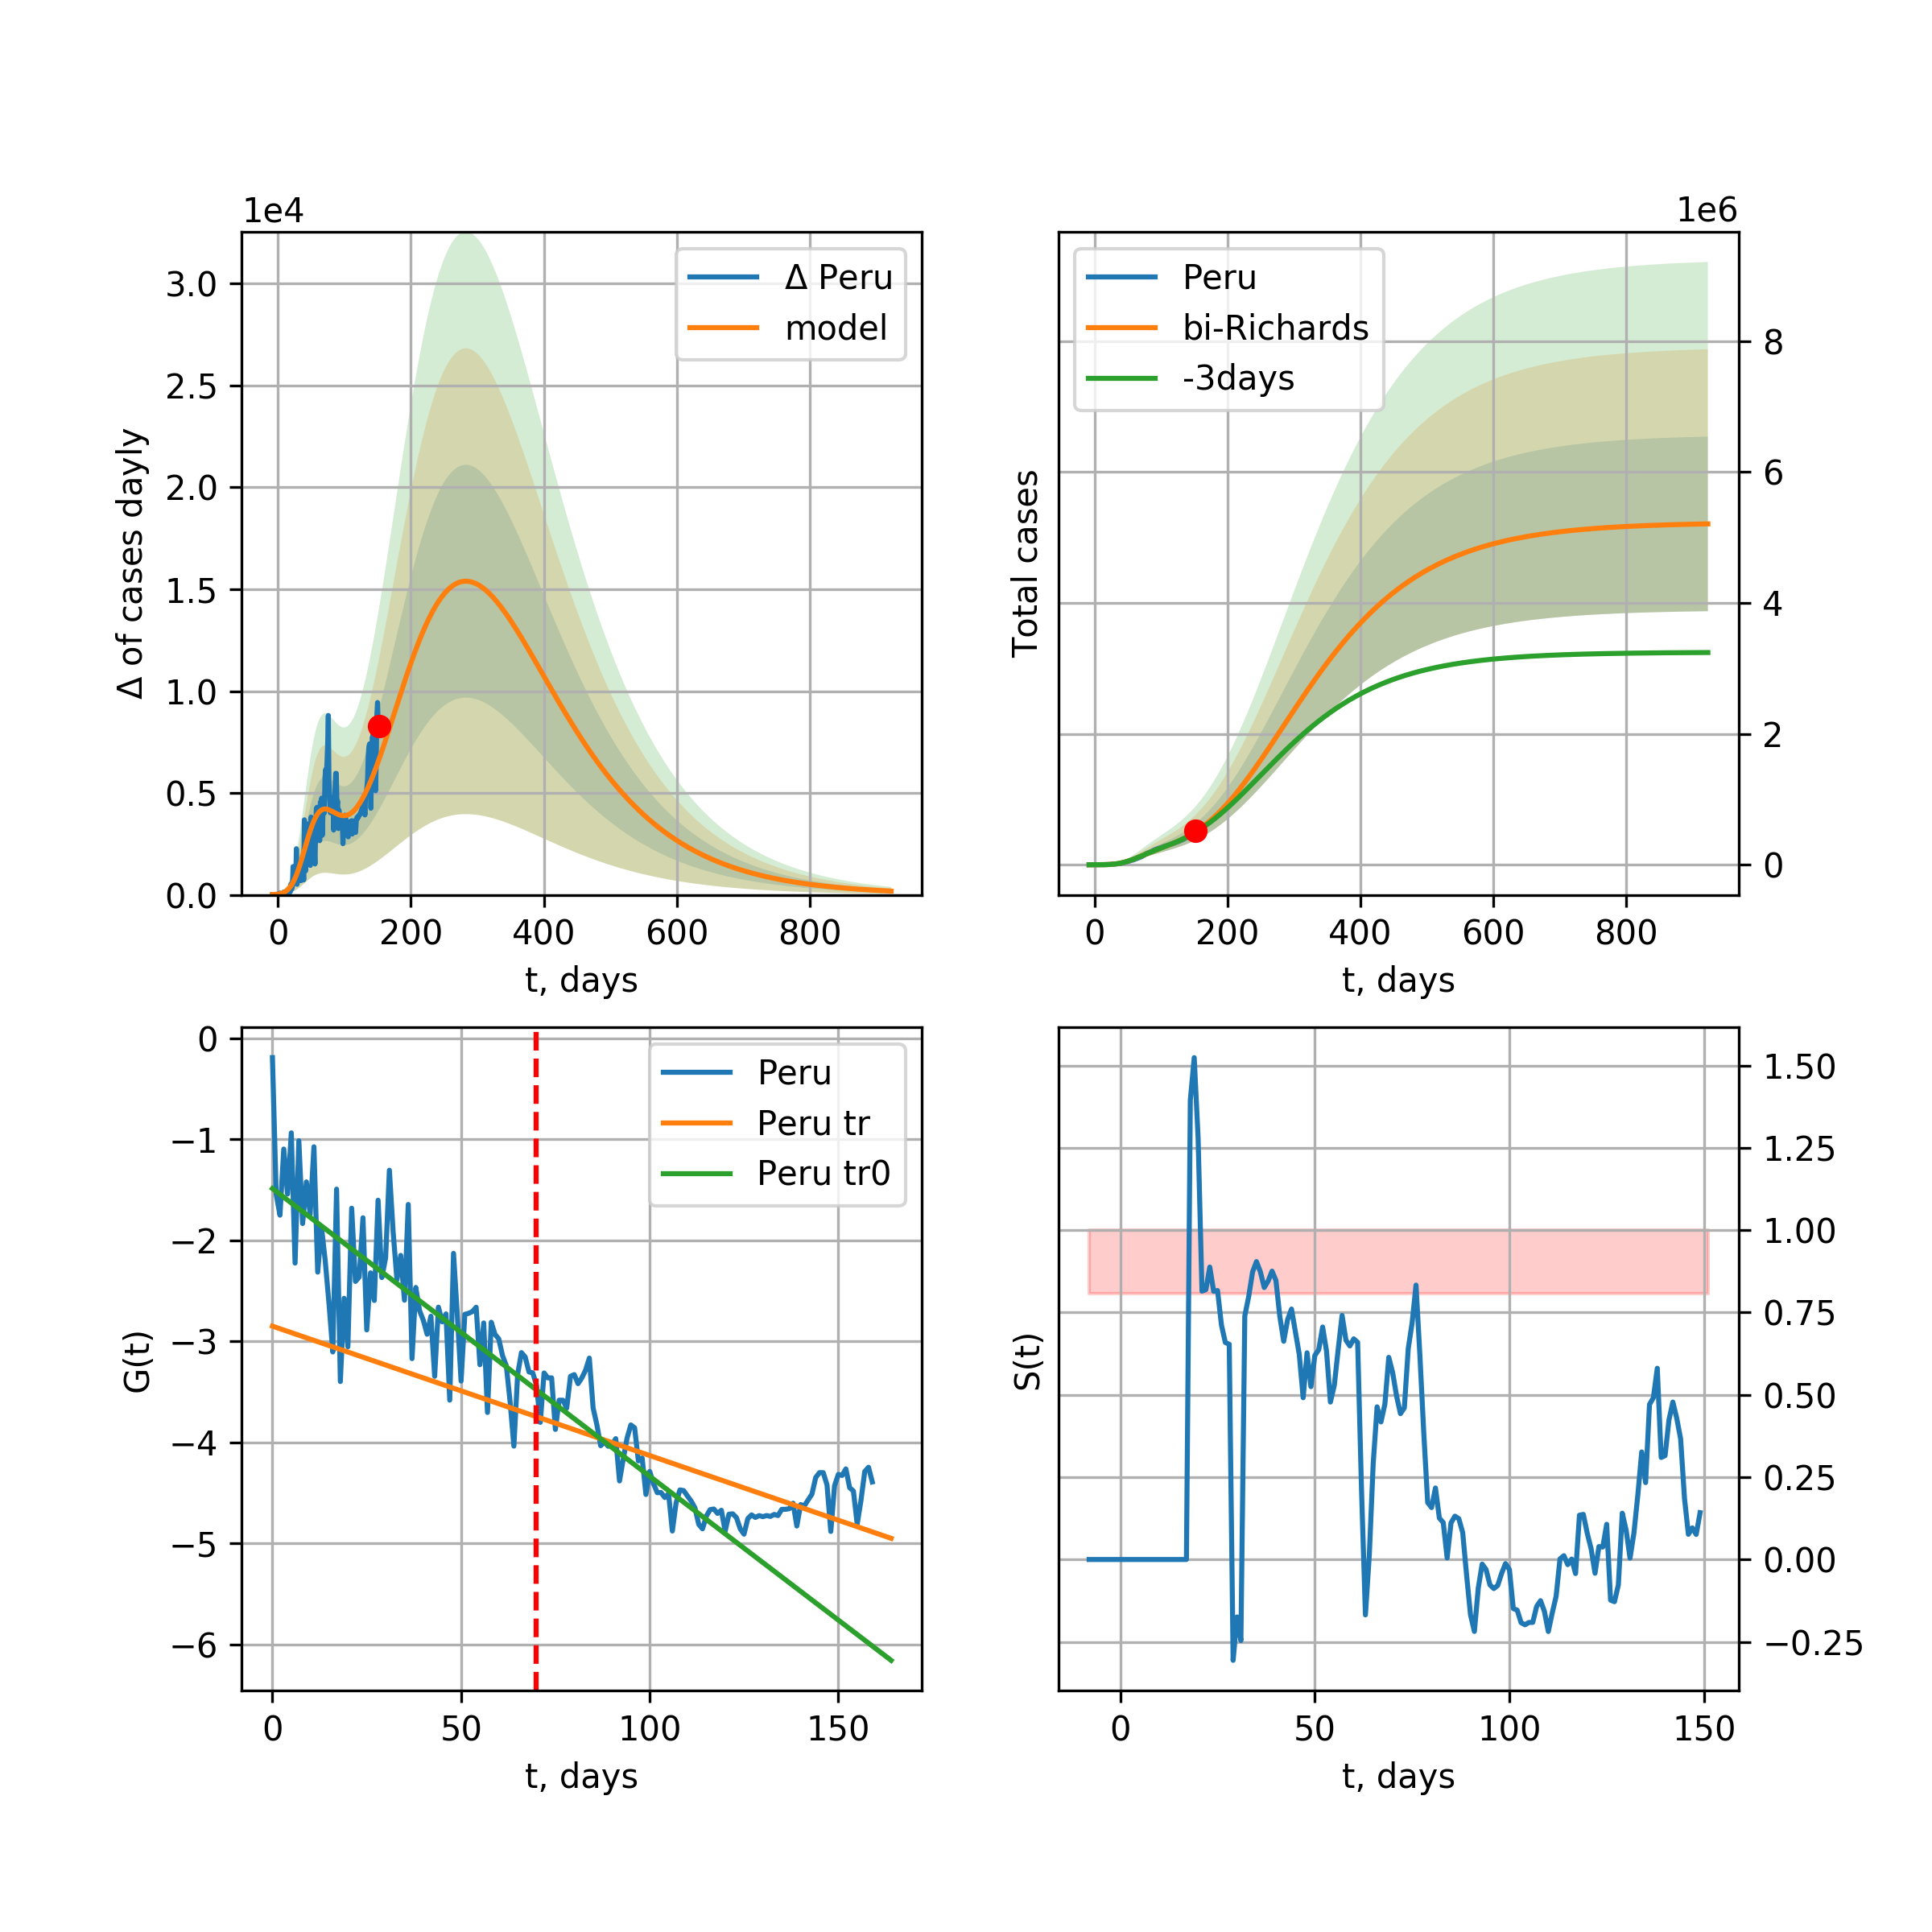 1e4
3.0
2.5
2.0
1.5
1.0
0.5
0.0
Δ of cases dayly
0 200 400 600 800
t, days
Δ Peru
model
1e6
8
6
4
2
0
Total cases
0 200 400 600 800
t, days
Peru
bi-Richards
-3days
0
−1
−2
−3
−4
−5
−6
G(t)
0 50 100 150
t, days
Peru
Peru tr
Peru tr0
1.50
1.25
1.00
0.75
0.50
0.25
0.00
−0.25
S(t)
0 50 100 150
t, days